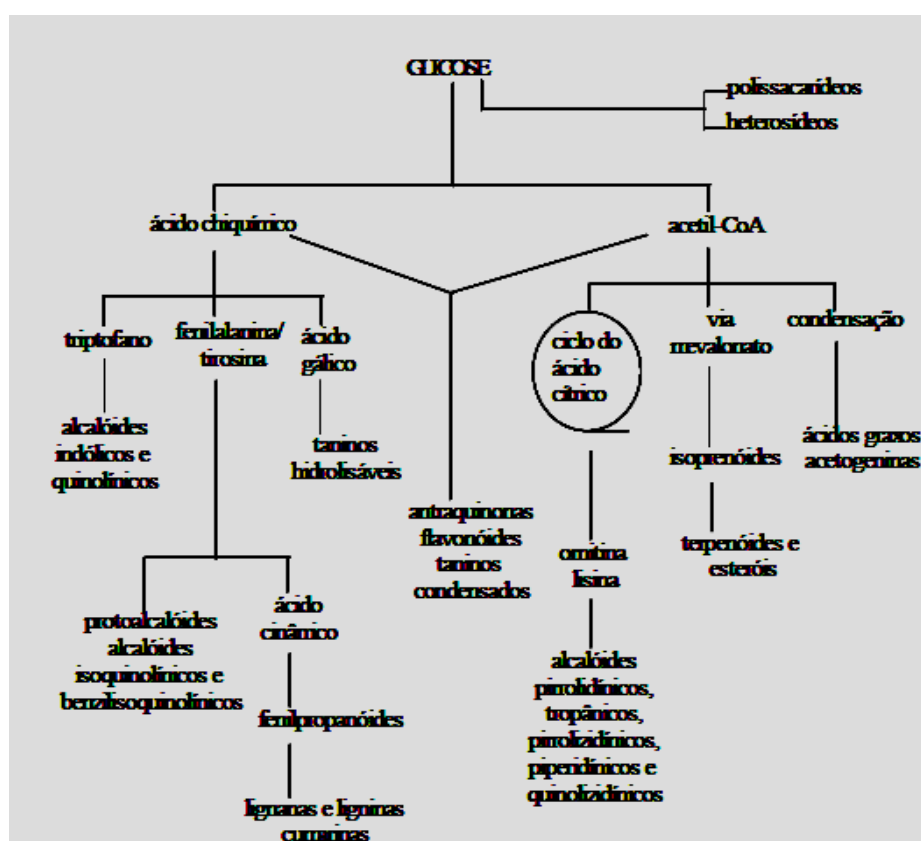 GLICOSE
polissacarídeos
heterosídeos
ácido chiquímico
acetil-CoA
triptofano
fenilalanina/
tirosina
ácido
gálico
ciclo do
ácido
cítrico
via
mevalonato
condensação
alcalóides
indólicos e
quinolínicos
taninos
hidrolisáveis
isoprenóides
ácidos graxos
acetogeninas
antraquinonas
flavonóides
taninos
condensados
ornitina
lisina
terpenóides e
esteróis
protoalcalóides
alcalóides
isoquinolínicos e
benzilisoquinolínicos
ácido
cinâmico
alcalóides
pirrolidínicos,
tropânicos,
pirrolizidínicos,
piperidínicos e
quinolizidínicos
fenilpropanóides
lignanas e ligninas
cumarinas